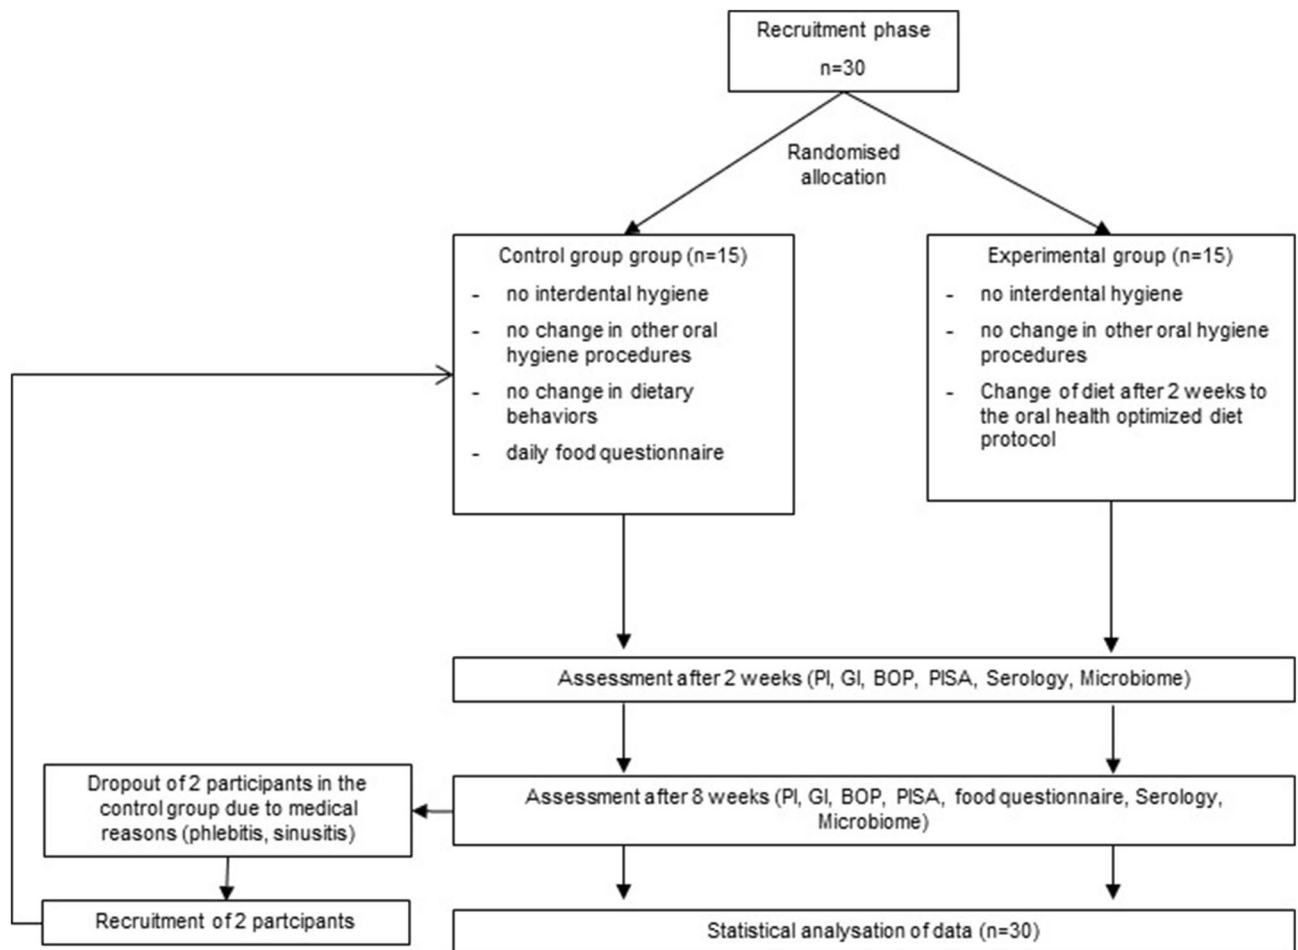 Recruitment phase
n=30
Randomised
allocation
Control group group (n=15)
- no interdental hygiene
- no change in other oral
hygiene procedures
- no change in dietary
behaviors
- daily food questionnaire
Experimental group (n=15)
- no interdental hygiene
- no change in other oral hygiene
procedures
- Change of diet after 2 weeks to
the oral health optimized diet
protocol
Assessment after 2 weeks (PI, GI, BOP, PISA, Serology, Microbiome)
Dropout of 2 participants in the
control group due to medical
reasons (phlebitis, sinusitis)
Assessment after 8 weeks (PI, GI, BOP, PISA, food questionnaire, Serology,
Microbiome)
Recruitment of 2 partcipants
Statistical analysation of data (n=30)